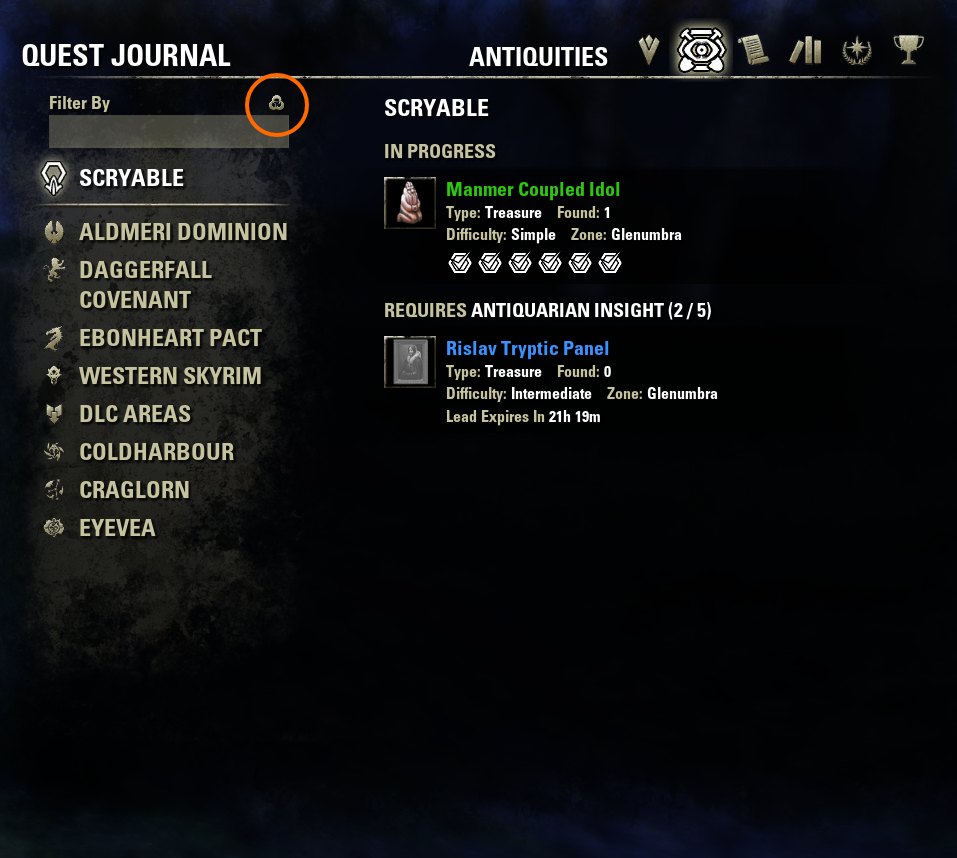 QUEST JOURNAL
ANTIQUITIES
Filter By
SCRYABLE
ALDMERI DOMINION
DAGGERFALL
COVENANT
EBONHEART PACT
WESTERN SKYRIM
DLC AREAS
COLDHARBOUR
CRAGLORN
EYEVEA
SCRYABLE
IN PROGRESS
Manmer Coupled Idol
Type: Treasure Found: 1
Difficulty: Simple Zone: Glenumbra
REQUIRES ANTIQUARIAN INSIGHT (2 / 5)
Rislav Tryptic Panel
Type: Treasure Found: 0
Difficulty: Intermediate Zone: Glenumbra
Lead Expires In 21h 19m